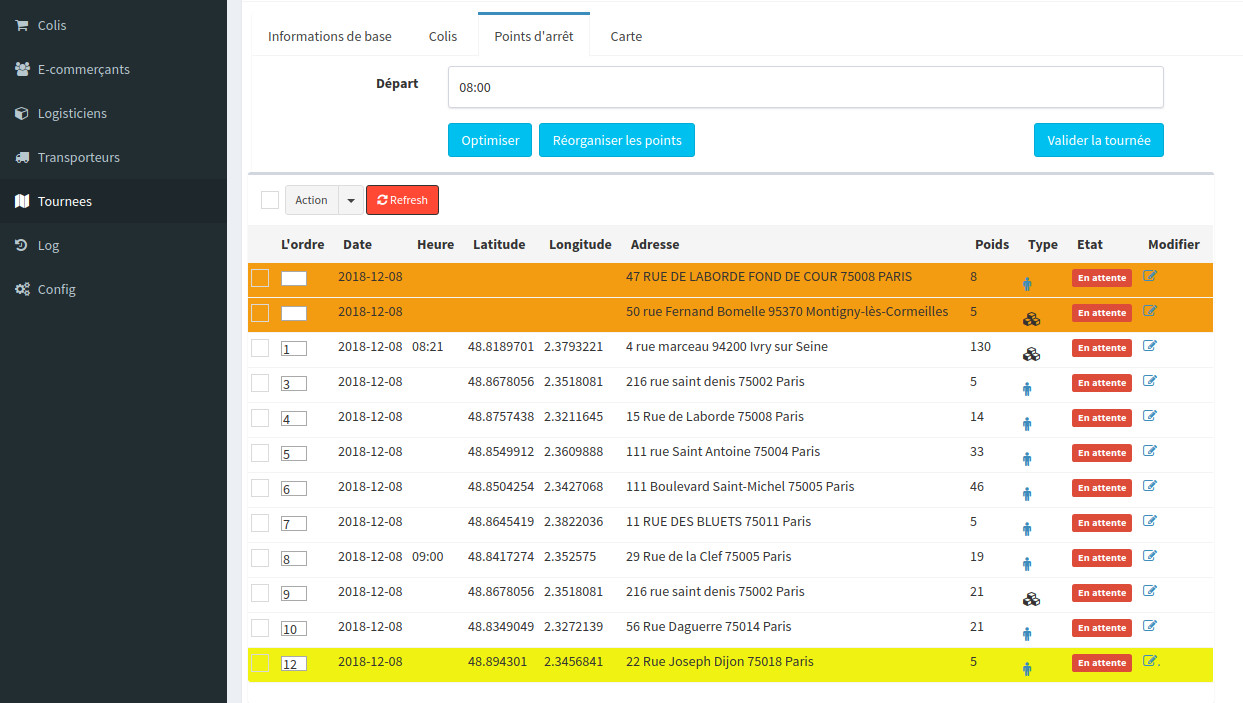 Colis
E-commerçants
Logisticiens
Transporteurs
Tournees
Log
Config
Informations de base Colis Points d'arrêt Carte
Départ 08:00
Optimiser Réorganiser les points Valider la tournée
Action Refresh
L'ordre Date Heure Latitude Longitude Adresse Poids Type Etat Modifier
2018-12-08 47 RUE DE LABORDE FOND DE COUR 75008 PARIS 8 En attente
2018-12-08 50 rue Fernand Bomelle 95370 Montigny-lès-Cormeilles 5 En attente
1 2018-12-08 08:21 48.8189701 2.3793221 4 rue marceau 94200 Ivry sur Seine 130 En attente
3 2018-12-08 48.8678056 2.3518081 216 rue saint denis 75002 Paris 5 En attente
4 2018-12-08 48.8757438 2.3211645 15 Rue de Laborde 75008 Paris 14 En attente
5 2018-12-08 48.8549912 2.3609888 111 rue Saint Antoine 75004 Paris 33 En attente
6 2018-12-08 48.8504254 2.3427068 111 Boulevard Saint-Michel 75005 Paris 46 En attente
7 2018-12-08 48.8645419 2.3822036 11 RUE DES BLUETS 75011 Paris 5 En attente
8 2018-12-08 09:00 48.8417274 2.352575 29 Rue de la Clef 75005 Paris 19 En attente
9 2018-12-08 48.8678056 2.3518081 216 rue saint denis 75002 Paris 21 En attente
10 2018-12-08 48.8349049 2.3272139 56 Rue Daguerre 75014 Paris 21 En attente
12 2018-12-08 48.894301 2.3456841 22 Rue Joseph Dijon 75018 Paris 5 En attente .